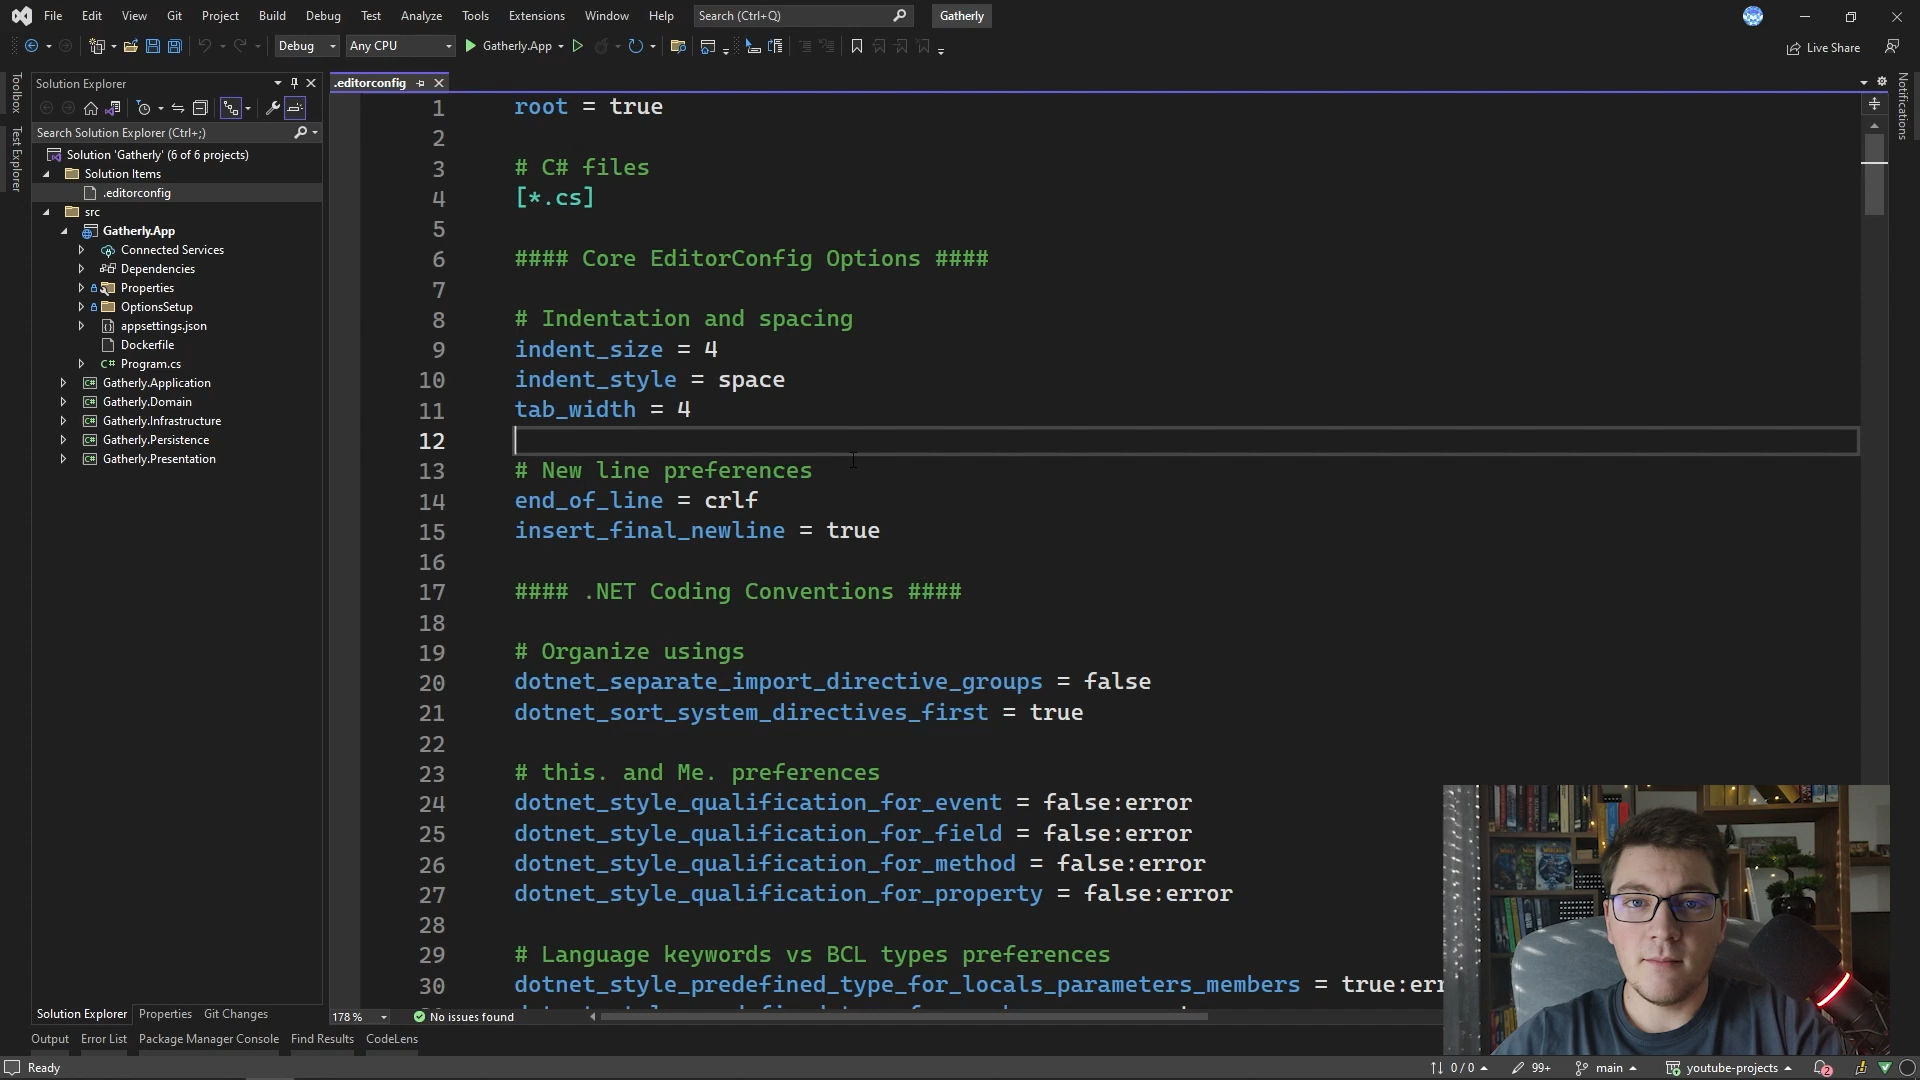 File Edit View Git Project Build Debug Test Analyze Tools Extensions Window Help Search (Ctrl+Q) Gatherly
Debug Any CPU Gatherly.App Live Share
Toolbox
Test Explorer
Notifications
Solution Explorer
Search Solution Explorer (Ctrl+;)
Solution 'Gatherly' (6 of 6 projects)
Solution Items
.editorconfig
src
Gatherly.App
Connected Services
Dependencies
Properties
OptionsSetup
appsettings.json
Dockerfile
C# Program.cs
C# Gatherly.Application
C# Gatherly.Domain
C# Gatherly.Infrastructure
C# Gatherly.Persistence
C# Gatherly.Presentation
.editorconfig
1 root = true
2
3 # C# files
4 [*.cs]
5
6 #### Core EditorConfig Options ####
7
8 # Indentation and spacing
9 indent_size = 4
10 indent_style = space
11 tab_width = 4
12
13 # New line preferences
14 end_of_line = crlf
15 insert_final_newline = true
16
17 #### .NET Coding Conventions ####
18
19 # Organize usings
20 dotnet_separate_import_directive_groups = false
21 dotnet_sort_system_directives_first = true
22
23 # this. and Me. preferences
24 dotnet_style_qualification_for_event = false:error
25 dotnet_style_qualification_for_field = false:error
26 dotnet_style_qualification_for_method = false:error
27 dotnet_style_qualification_for_property = false:error
28
29 # Language keywords vs BCL types preferences
30 dotnet_style_predefined_type_for_locals_parameters_members = true:err
Solution Explorer Properties Git Changes
178 % No issues found
Output Error List Package Manager Console Find Results CodeLens
Ready 0 / 0 99+ main youtube-projects 2